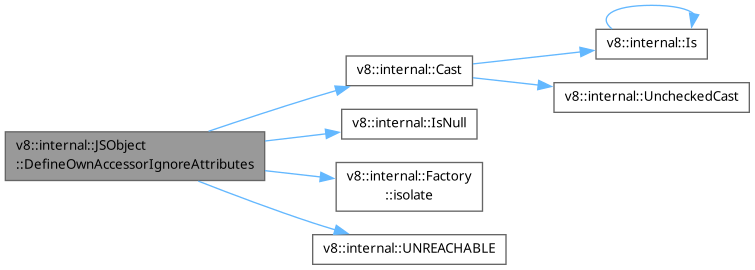 v8::internal::JSObject
::DefineOwnAccessorIgnoreAttributes
v8::internal::Cast
v8::internal::Is
v8::internal::UncheckedCast
v8::internal::IsNull
v8::internal::Factory
::isolate
v8::internal::UNREACHABLE